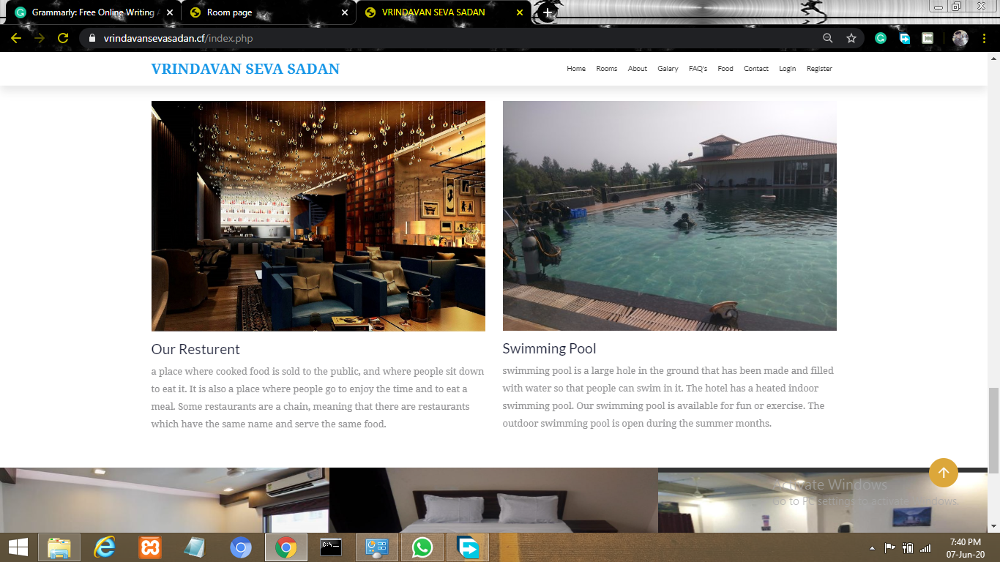 Grammarly: Free Online Writing A
Room page
VRINDAVAN SEVA SADAN
vrindavansevasadan.cf/index.php
VRINDAVAN SEVA SADAN
Home Rooms About Galary FAQ's Food Contact Login Register
Our Resturent
a place where cooked food is sold to the public, and where people sit down
to eat it. It is also a place where people go to enjoy the time and to eat a
meal. Some restaurants are a chain, meaning that there are restaurants
which have the same name and serve the same food.
Swimming Pool
swimming pool is a large hole in the ground that has been made and filled
with water so that people can swim in it. The hotel has a heated indoor
swimming pool. Our swimming pool is available for fun or exercise. The
outdoor swimming pool is open during the summer months.
Activate Windows
Go to PC settings to activate Windows.
7:40 PM
07-Jun-20